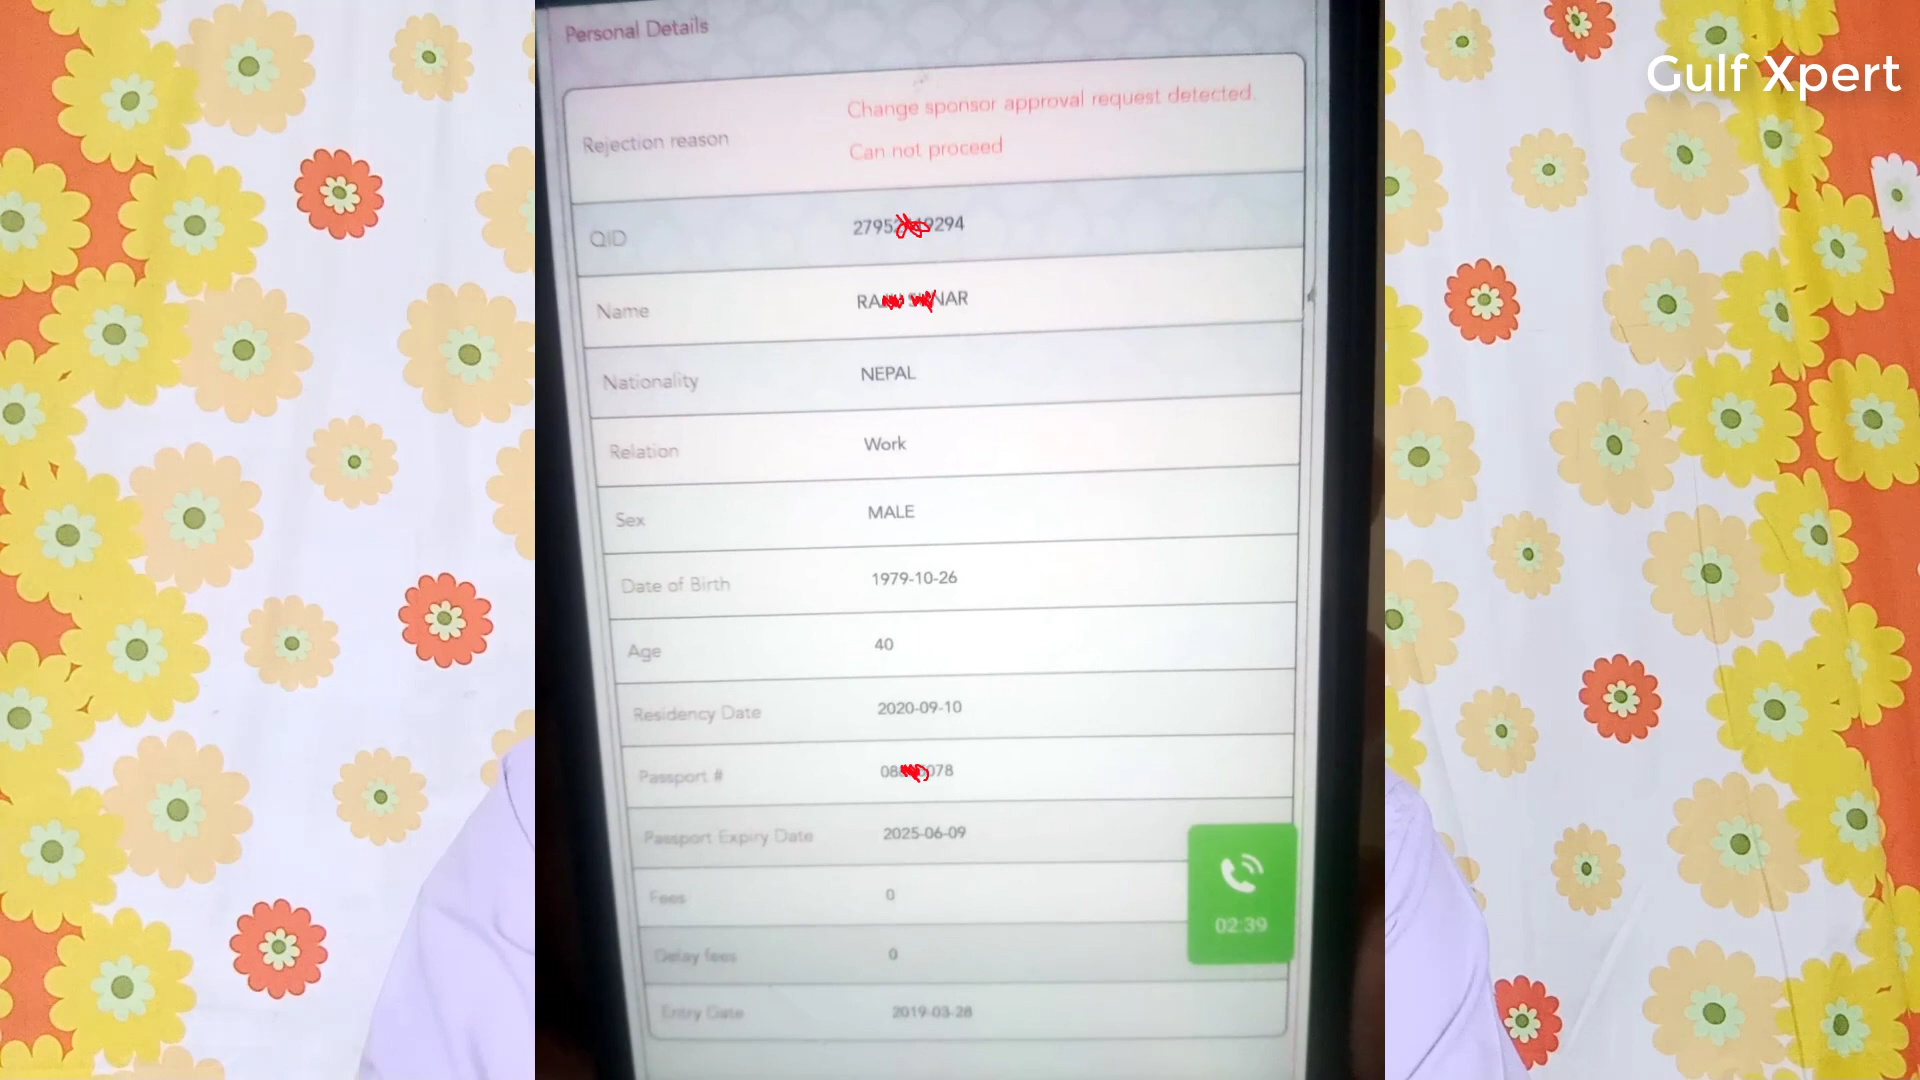 Personal Details
Gulf Xpert
Rejection reason
Change sponsor approval request detected.
Can not proceed
QID
Name
Nationality
NEPAL
Relation
Work
Sex
MALE
Date of Birth
1979-10-26
Age
40
Residency Date
2020-09-10
Passport #
Passport Expiry Date
2025-06-09
Fees
0
Delay fees
0
02:39
Entry Date
2019-03-28